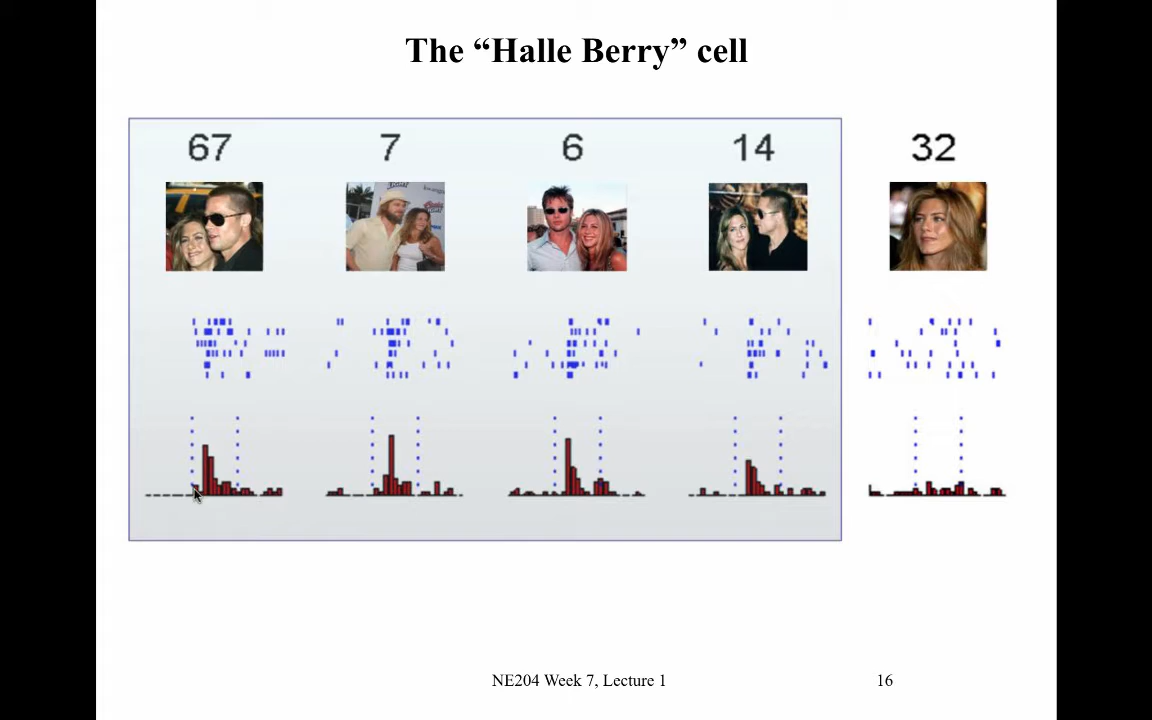 The “Halle Berry” cell
67 7 6 14 32
NE204 Week 7, Lecture 1 16